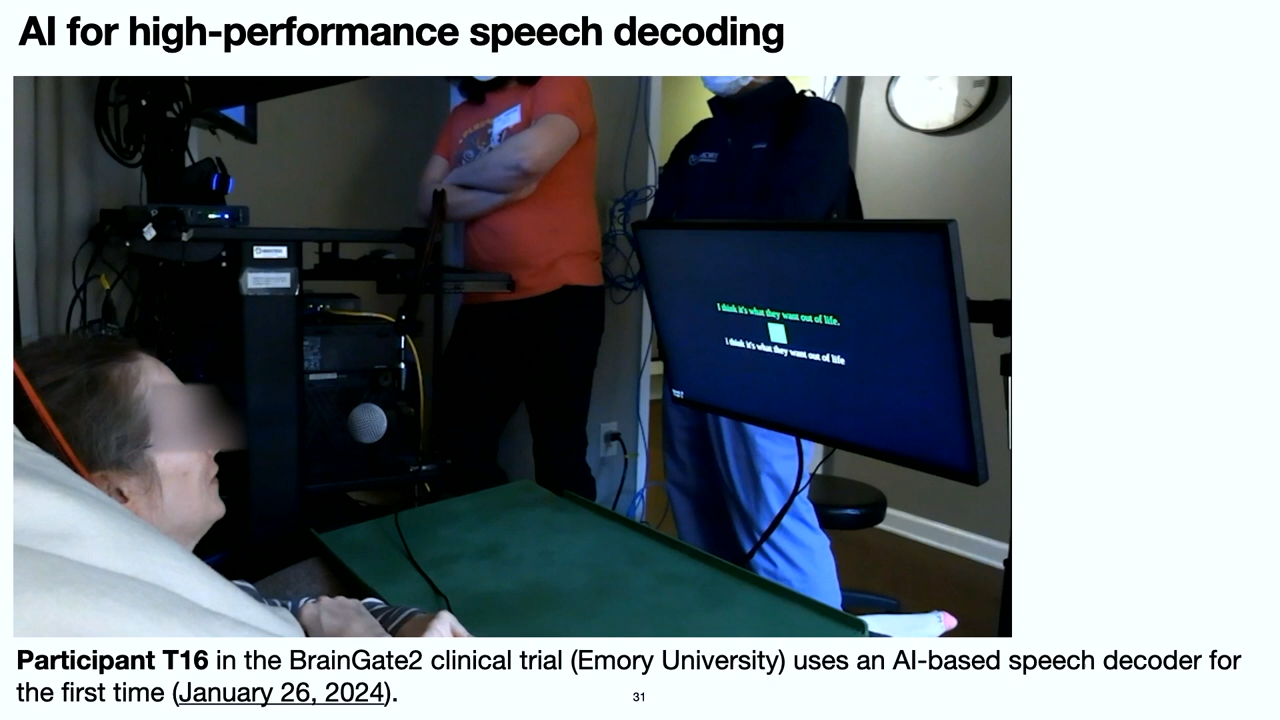 AI for high-performance speech decoding
I think it's what they want out of life.
I think it's what they want out of life
Participant T16 in the BrainGate2 clinical trial (Emory University) uses an AI-based speech decoder for
the first time (January 26, 2024).
31